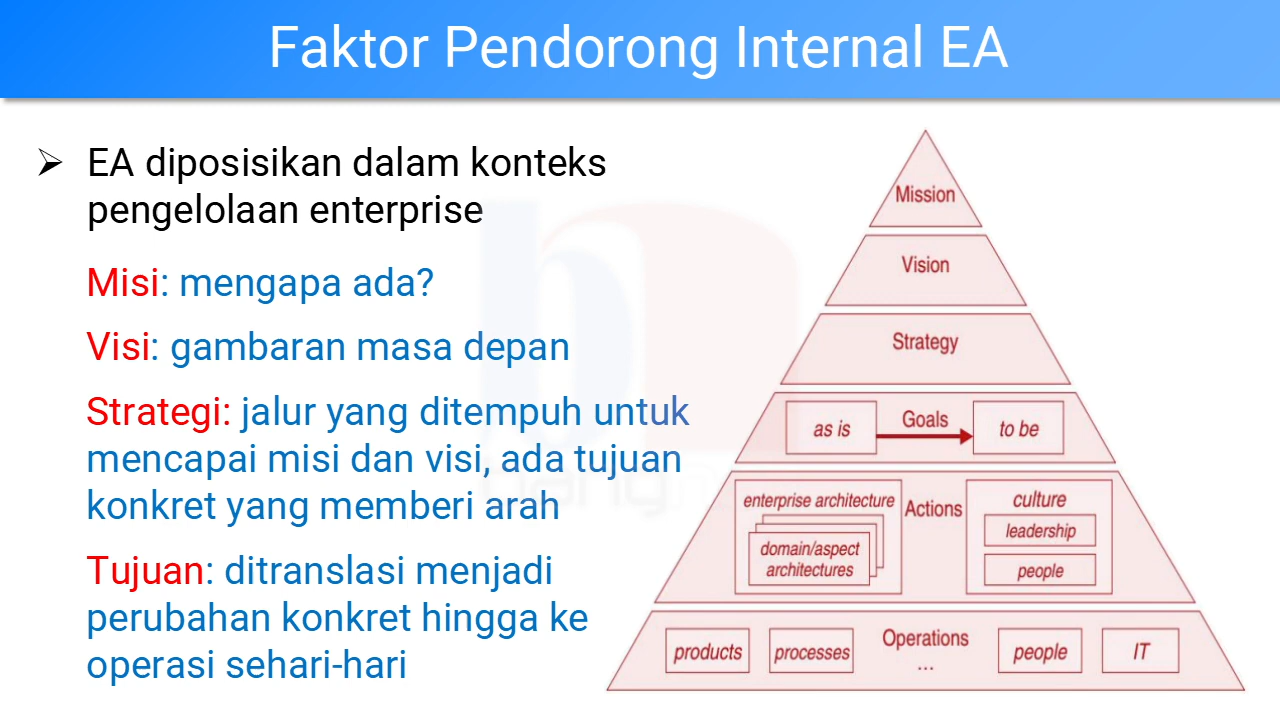 Faktor Pendorong Internal EA
➢ EA diposisikan dalam konteks
pengelolaan enterprise
Misi: mengapa ada?
Visi: gambaran masa depan
Strategi: jalur yang ditempuh untuk
mencapai misi dan visi, ada tujuan
konkret yang memberi arah
Tujuan: ditranslasi menjadi
perubahan konkret hingga ke
operasi sehari-hari
Mission
Vision
Strategy
as is
Goals
to be
enterprise architecture
domain/aspect
architectures
Actions
culture
leadership
people
products
processes
Operations
...
people
IT